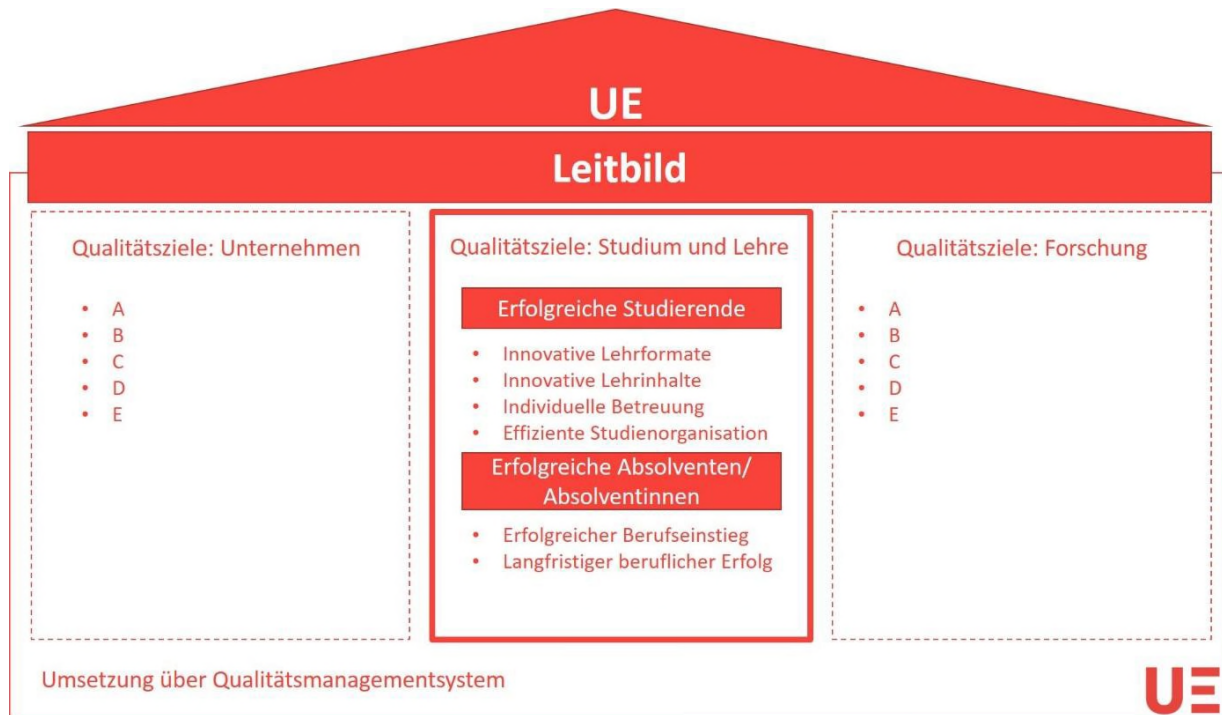 UE
Leitbild
Qualitätsziele: Unternehmen
• A
• B
• C
• D
• E
Qualitätsziele: Studium und Lehre
Erfolgreiche Studierende
• Innovative Lehrformate
• Innovative Lehrinhalte
• Individuelle Betreuung
• Effiziente Studienorganisation
Erfolgreiche Absolventen/
Absolventinnen
• Erfolgreicher Berufseinstieg
• Langfristiger beruflicher Erfolg
Qualitätsziele: Forschung
• A
• B
• C
• D
• E
Umsetzung über Qualitätsmanagementsystem
UE